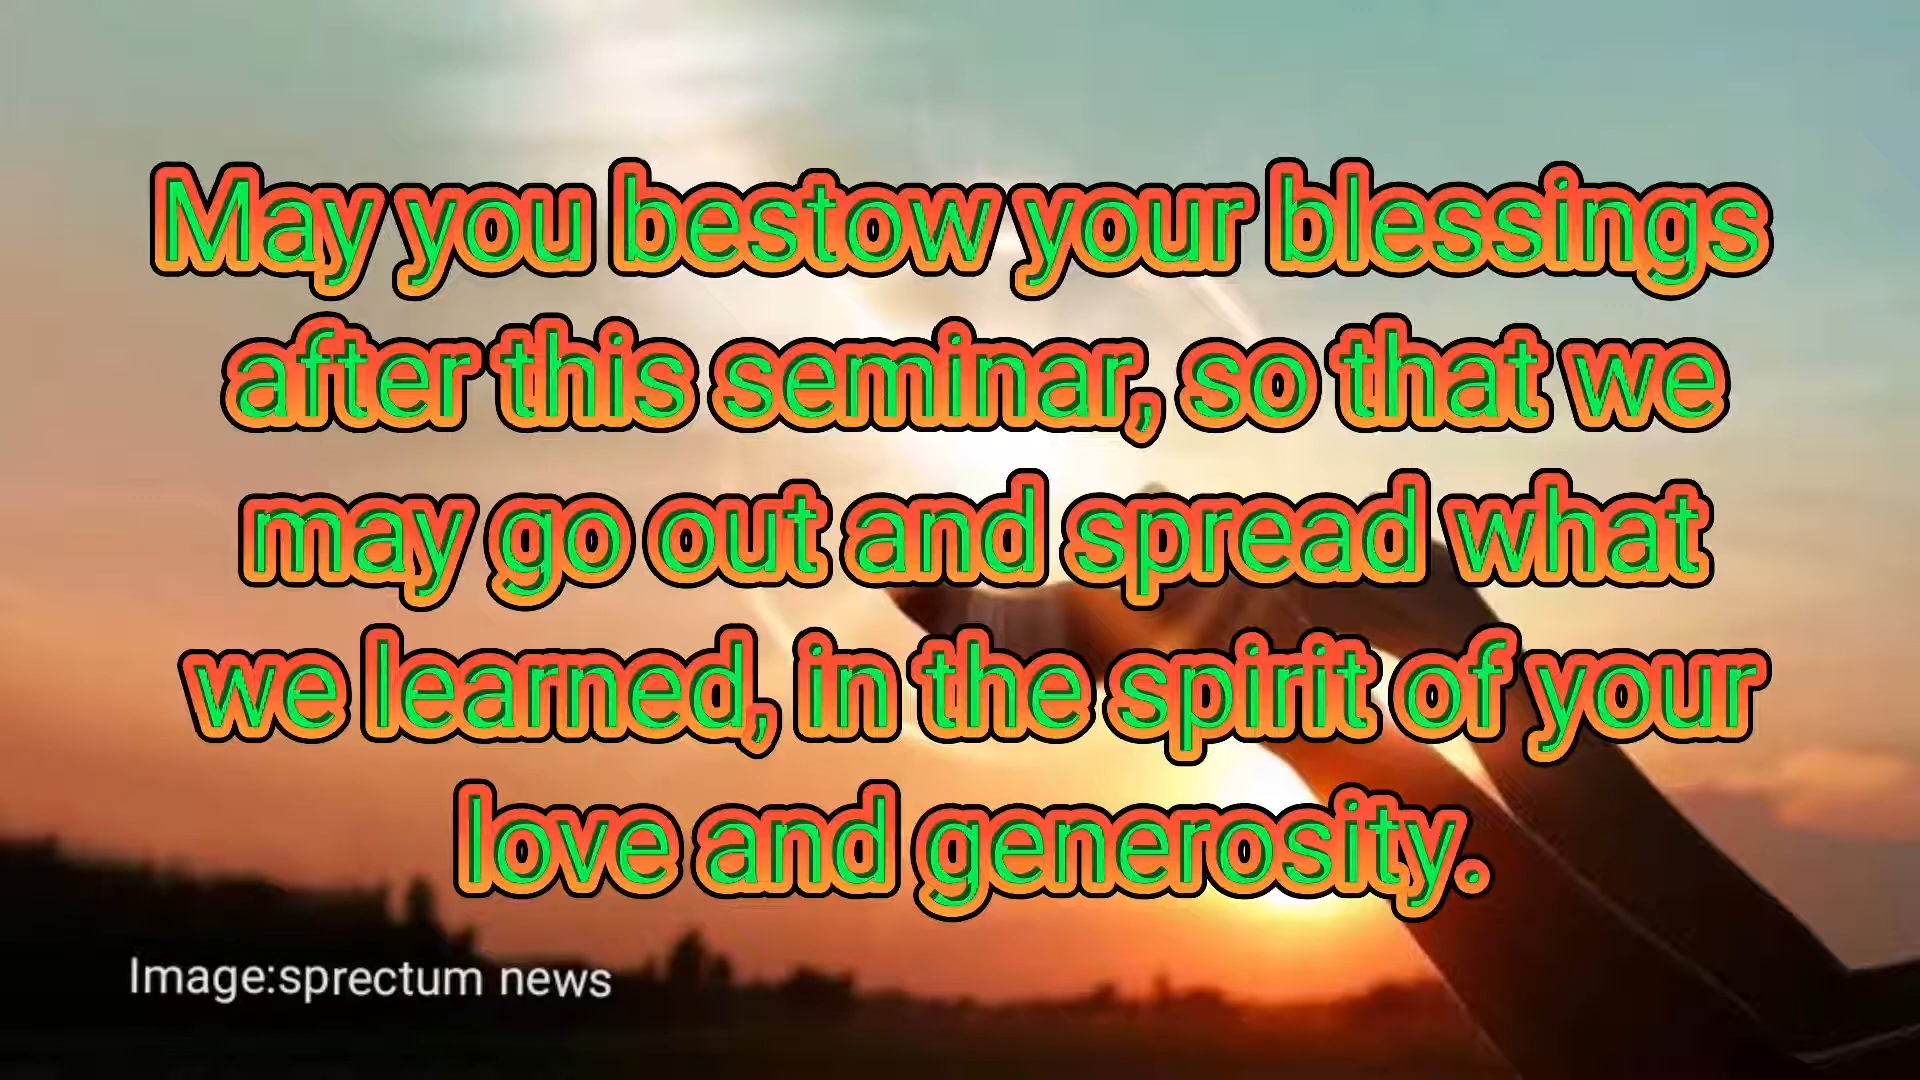 May you bestow your blessings
after this seminar, so that we
may go out and spread what
we learned, in the spirit of your
love and generosity.
Image:sprectum news